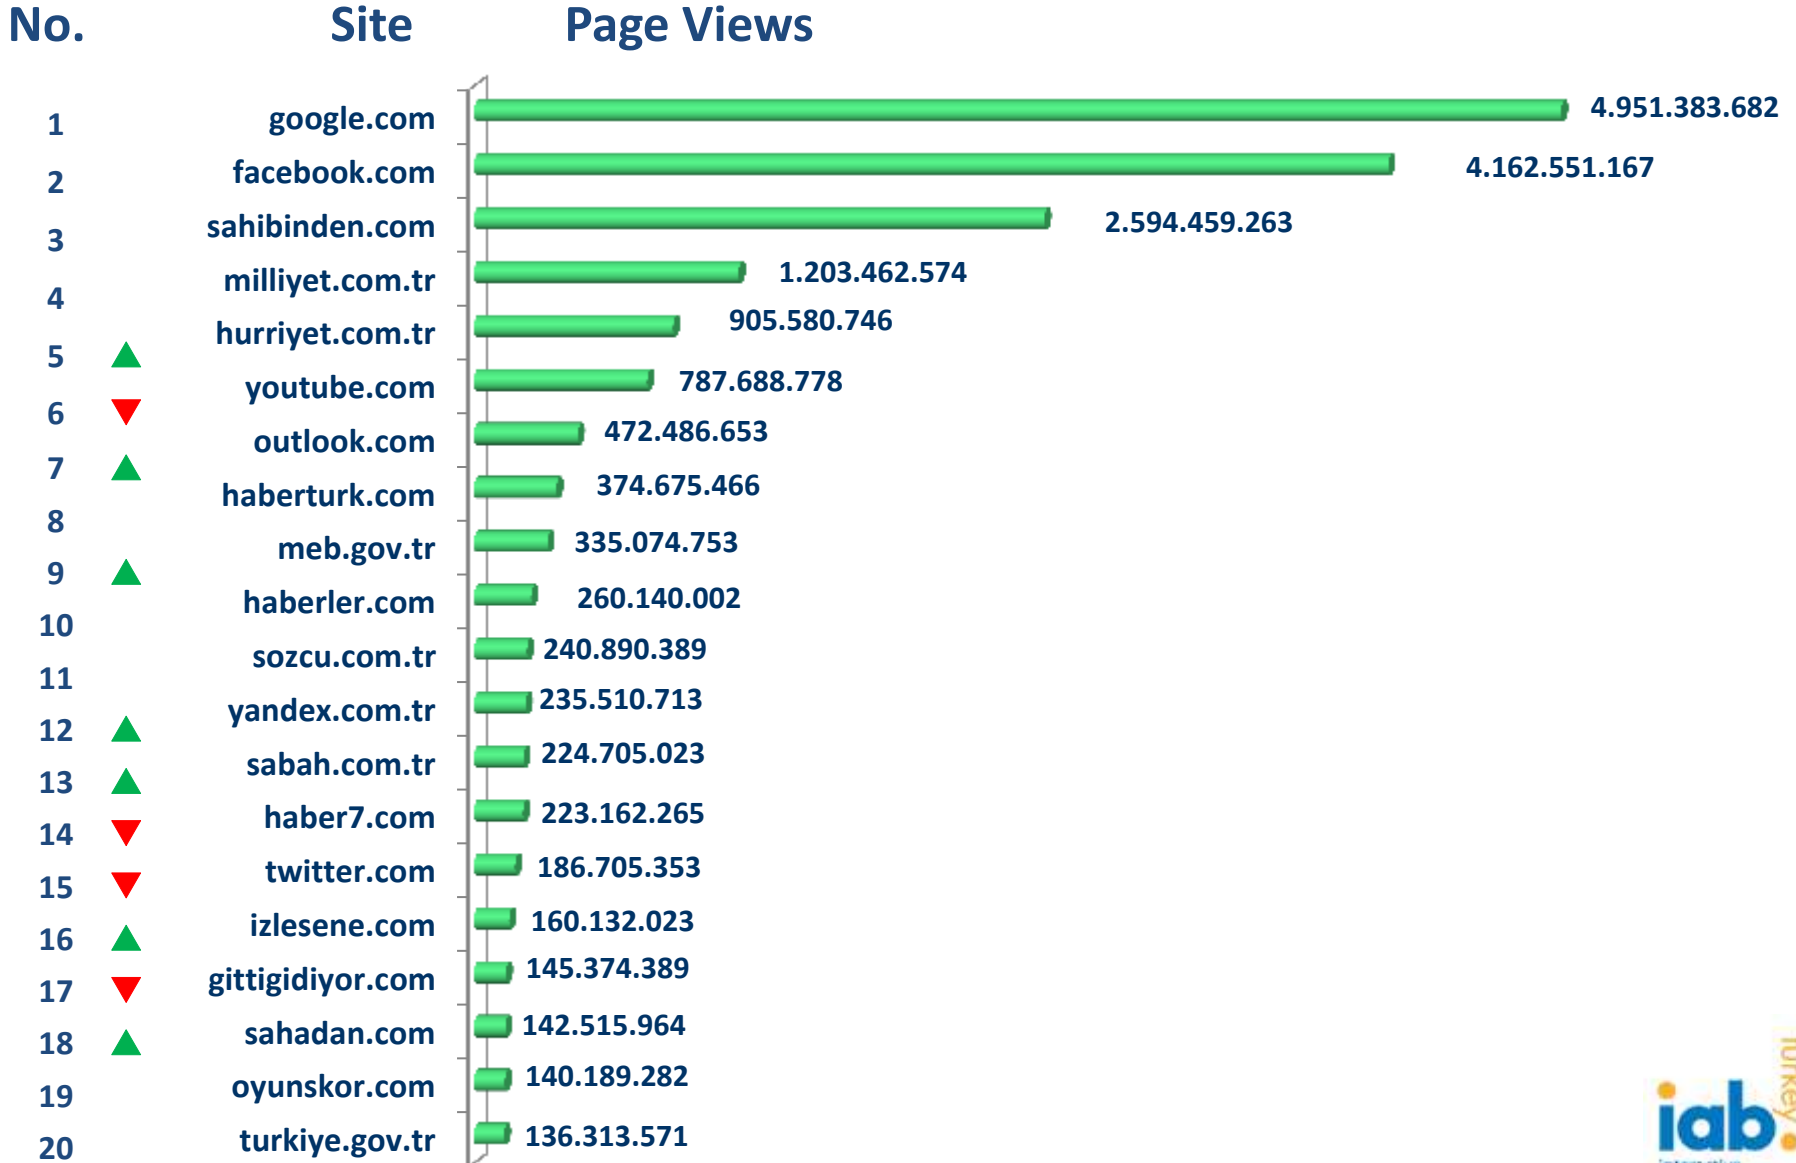 No. Site Page Views
1 google.com 4.951.383.682
2 facebook.com 4.162.551.167
3 sahibinden.com 2.594.459.263
4 milliyet.com.tr 1.203.462.574
5 hurriyet.com.tr 905.580.746
6 youtube.com 787.688.778
7 outlook.com 472.486.653
8 haberturk.com 374.675.466
9 meb.gov.tr 335.074.753
10 haberler.com 260.140.002
11 sozcu.com.tr 240.890.389
12 yandex.com.tr 235.510.713
13 sabah.com.tr 224.705.023
14 haber7.com 223.162.265
15 twitter.com 186.705.353
16 izlesene.com 160.132.023
17 gittigidiyor.com 145.374.389
18 sahadan.com 142.515.964
19 oyunskor.com 140.189.282
20 turkiye.gov.tr 136.313.571
iab.
Turkey